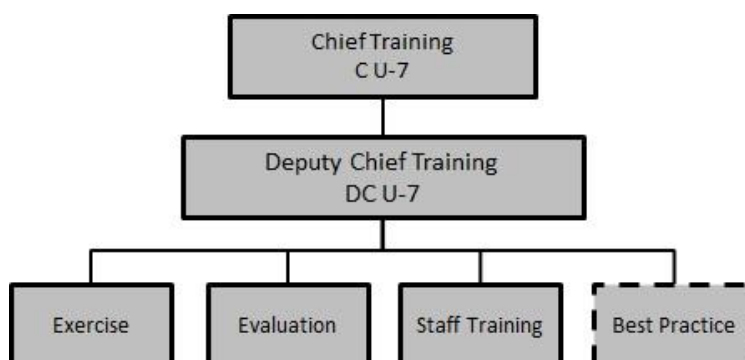 Chief Training
C U-7
Deputy Chief Training
DC U-7
Exercise
Evaluation
Staff Training
Best Practice